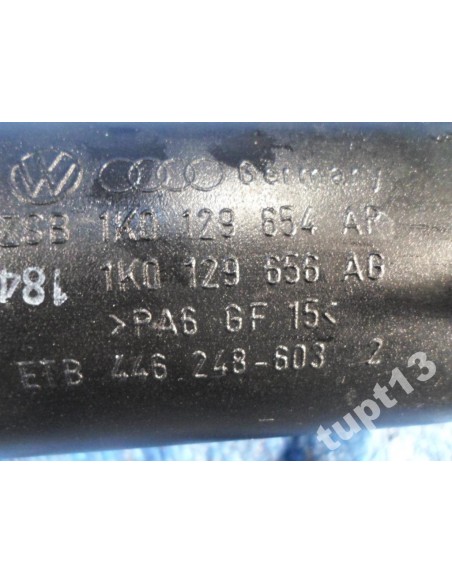 Germany
ZSB 1K0 129 654 AP
184 1K0 129 656 AG
>PA6 GF 15<
ETB 446 248-603 2
tupt13